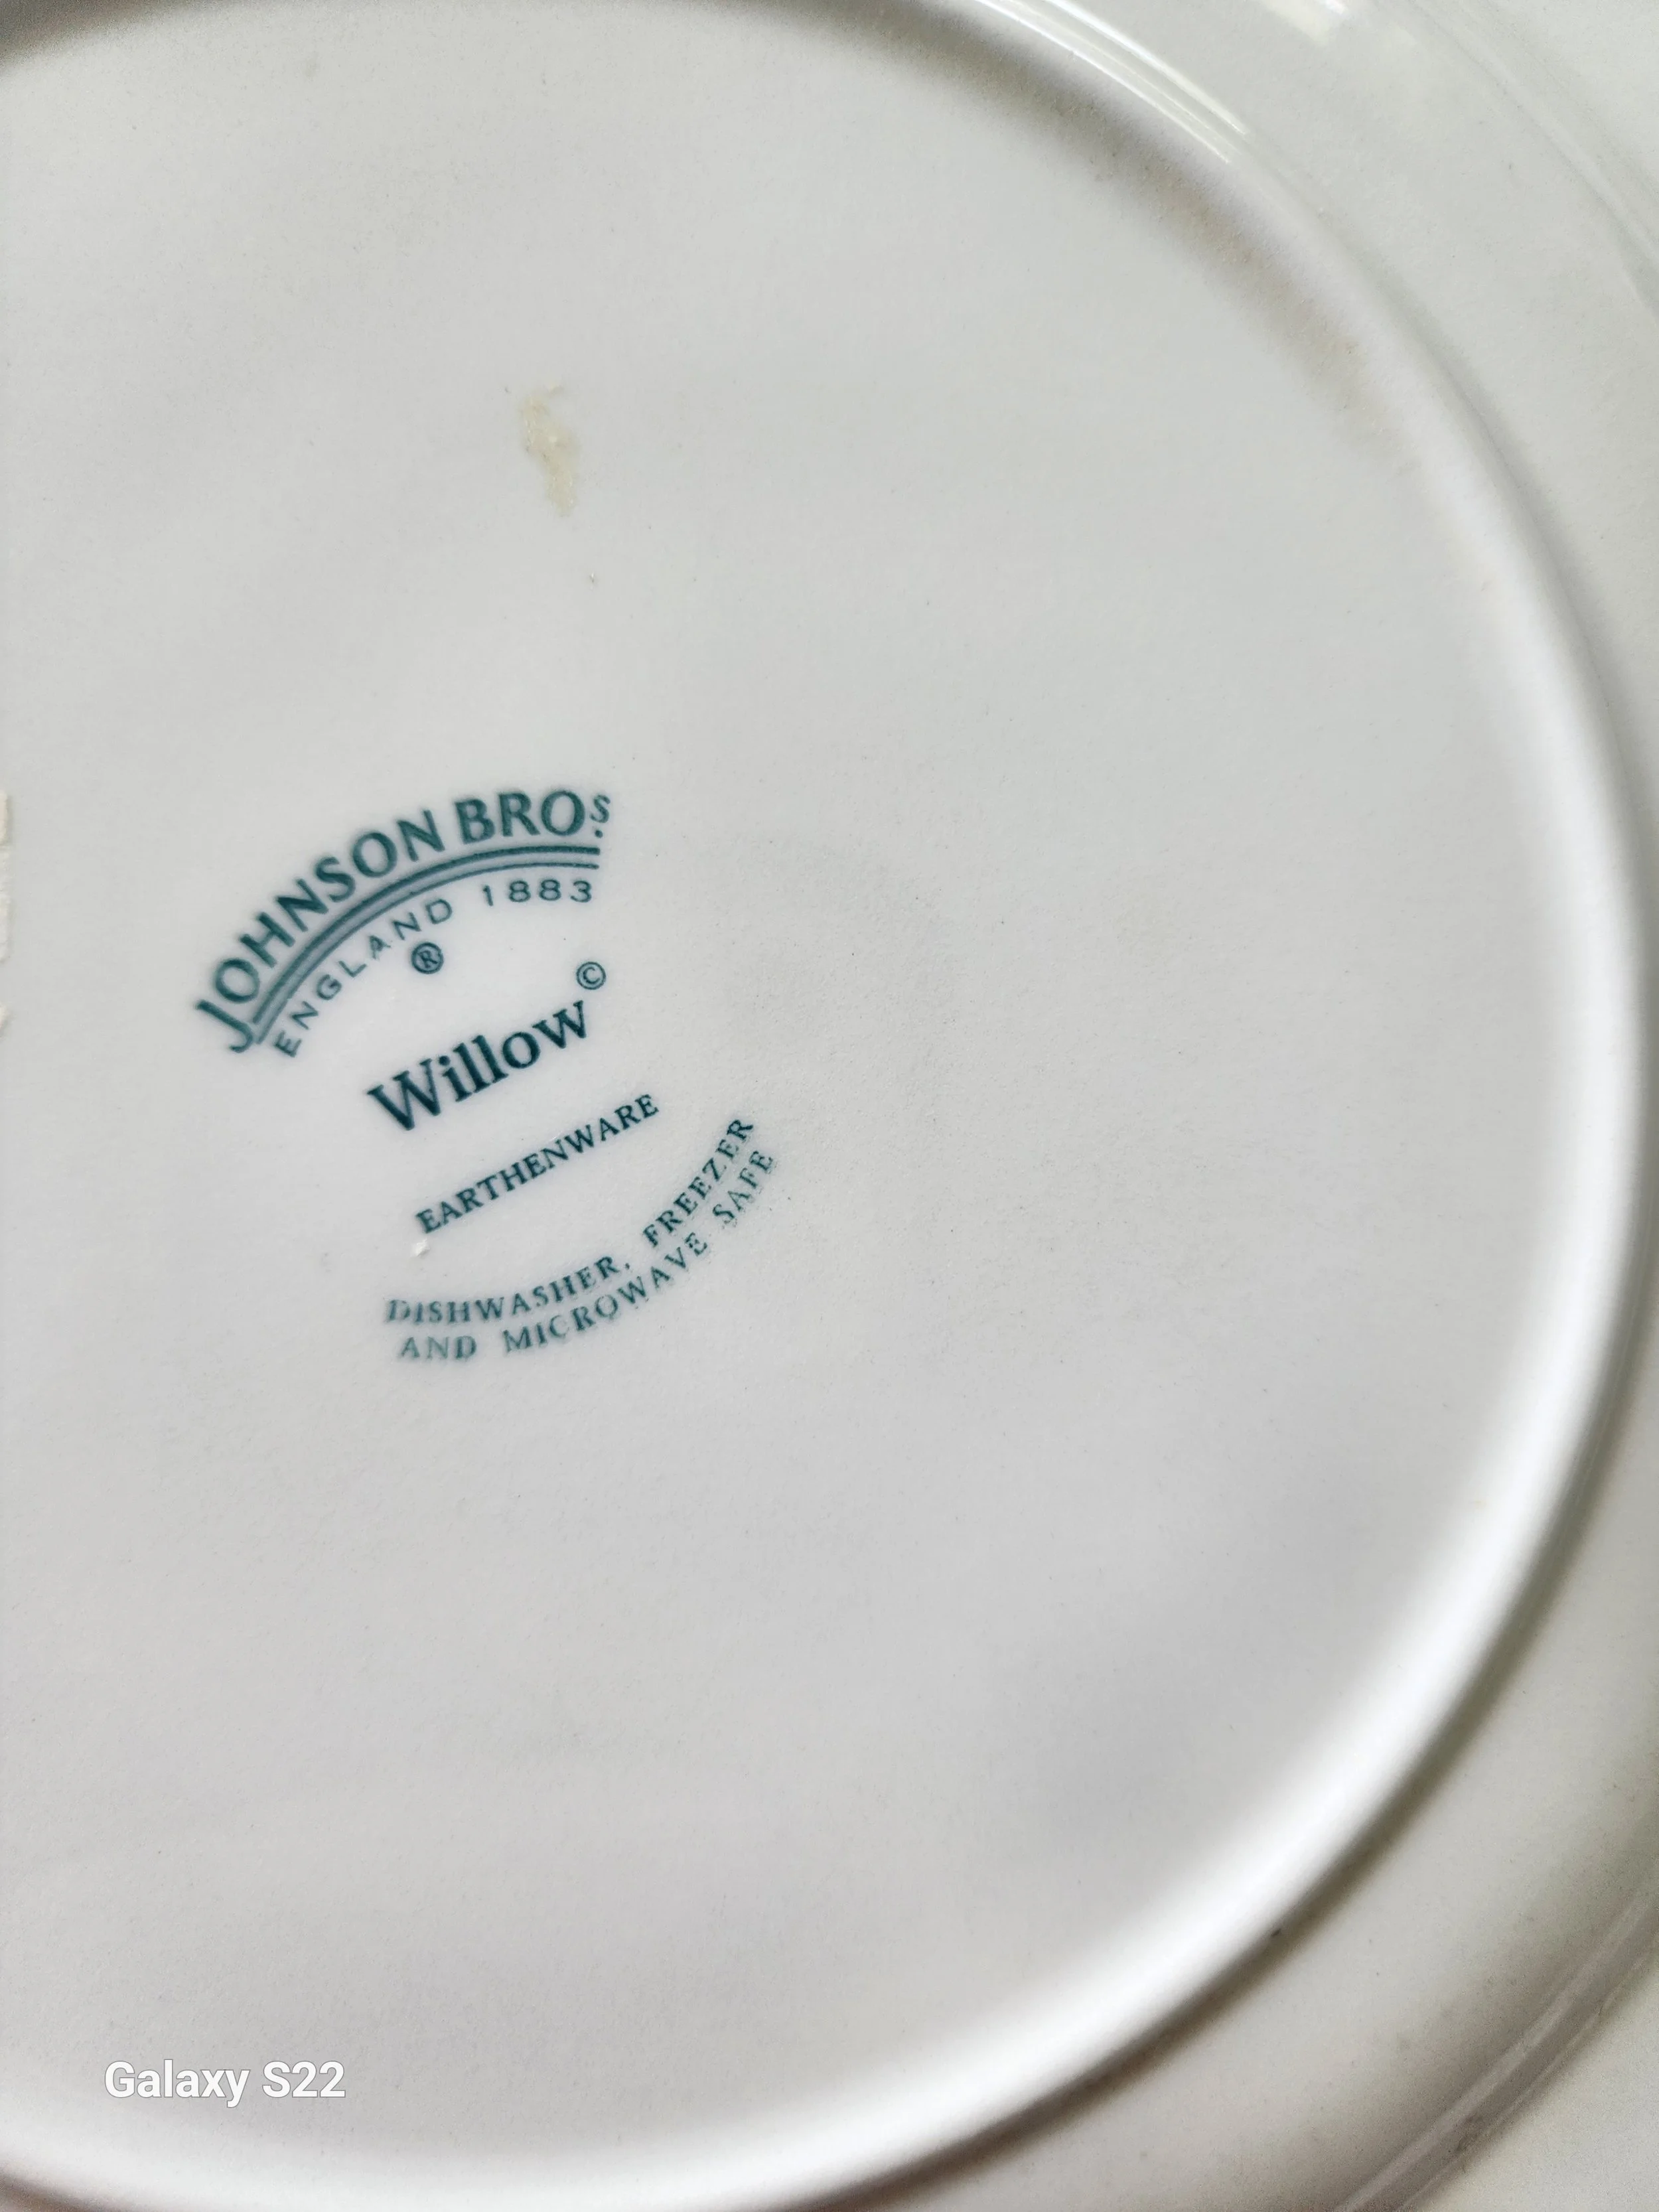 JOHNSON BROS.
ENGLAND 1883
®
Willow©
EARTHENWARE
DISHWASHER, FREEZER
AND MICROWAVE SAFE
Galaxy S22